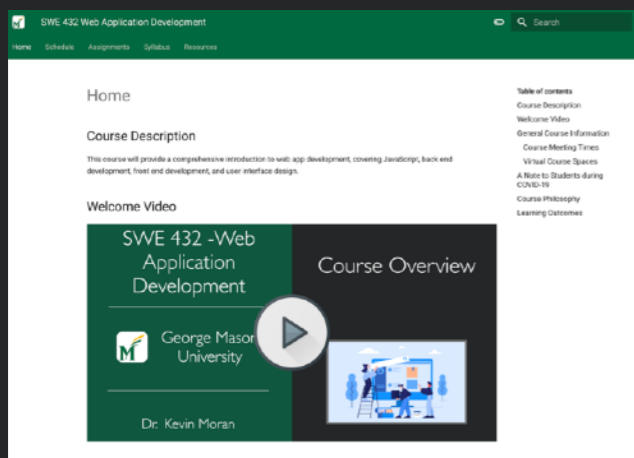 SWE 432 Web Application Development
Search
Home Schedule Assignments Syllabus Resources
Home
Course Description
This course will provide a comprehensive introduction to web app development, covering JavaScript, back end
development, front end development, and user interface design.
Welcome Video
SWE 432 -Web
Application
Development
George Mason
University
Dr. Kevin Moran
Course Overview
Table of contents
Course Description
Welcome Video
General Course Information
Course Meeting Times
Virtual Course Spaces
A Note to Students during
COVID-19
Course Philosophy
Learning Outcomes